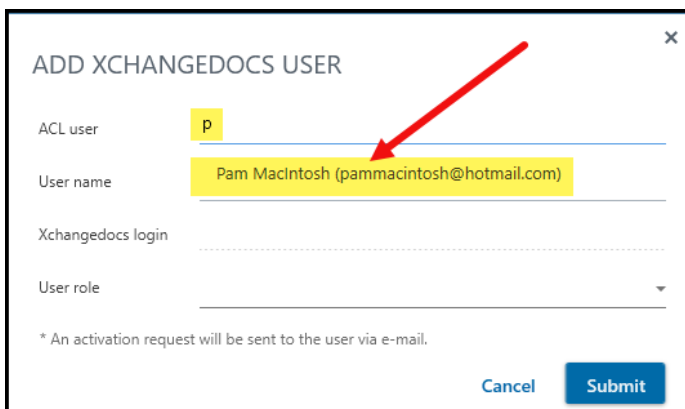 ×
ADD XCHANGEDOCS USER
ACL user p
User name Pam MacIntosh (pammacintosh@hotmail.com)
Xchangedocs login
User role
* An activation request will be sent to the user via e-mail.
Cancel Submit